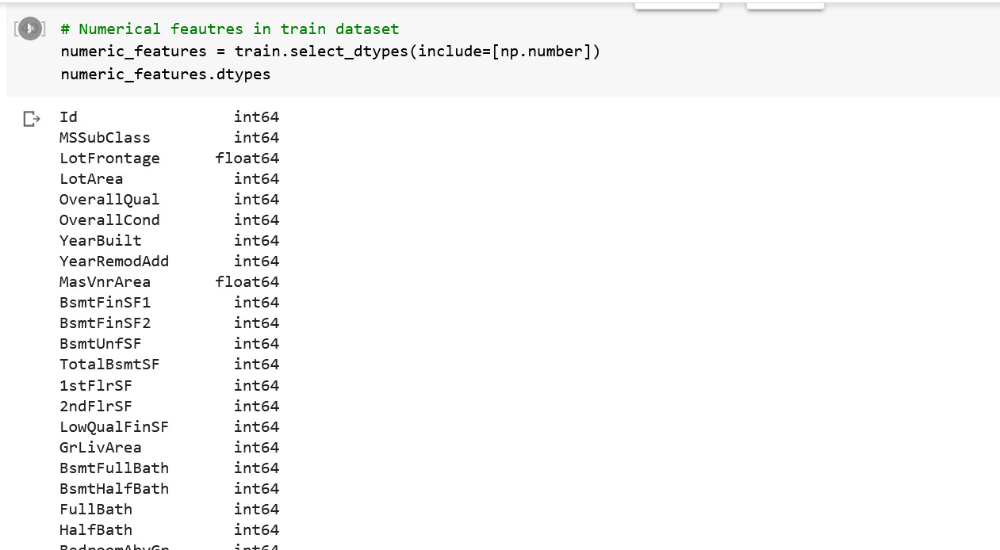 # Numerical feautres in train dataset
numeric_features = train.select_dtypes(include=[np.number])
numeric_features.dtypes
Id int64
MSSubClass int64
LotFrontage float64
LotArea int64
OverallQual int64
OverallCond int64
YearBuilt int64
YearRemodAdd int64
MasVnrArea float64
BsmtFinSF1 int64
BsmtFinSF2 int64
BsmtUnfSF int64
TotalBsmtSF int64
1stFlrSF int64
2ndFlrSF int64
LowQualFinSF int64
GrLivArea int64
BsmtFullBath int64
BsmtHalfBath int64
FullBath int64
HalfBath int64